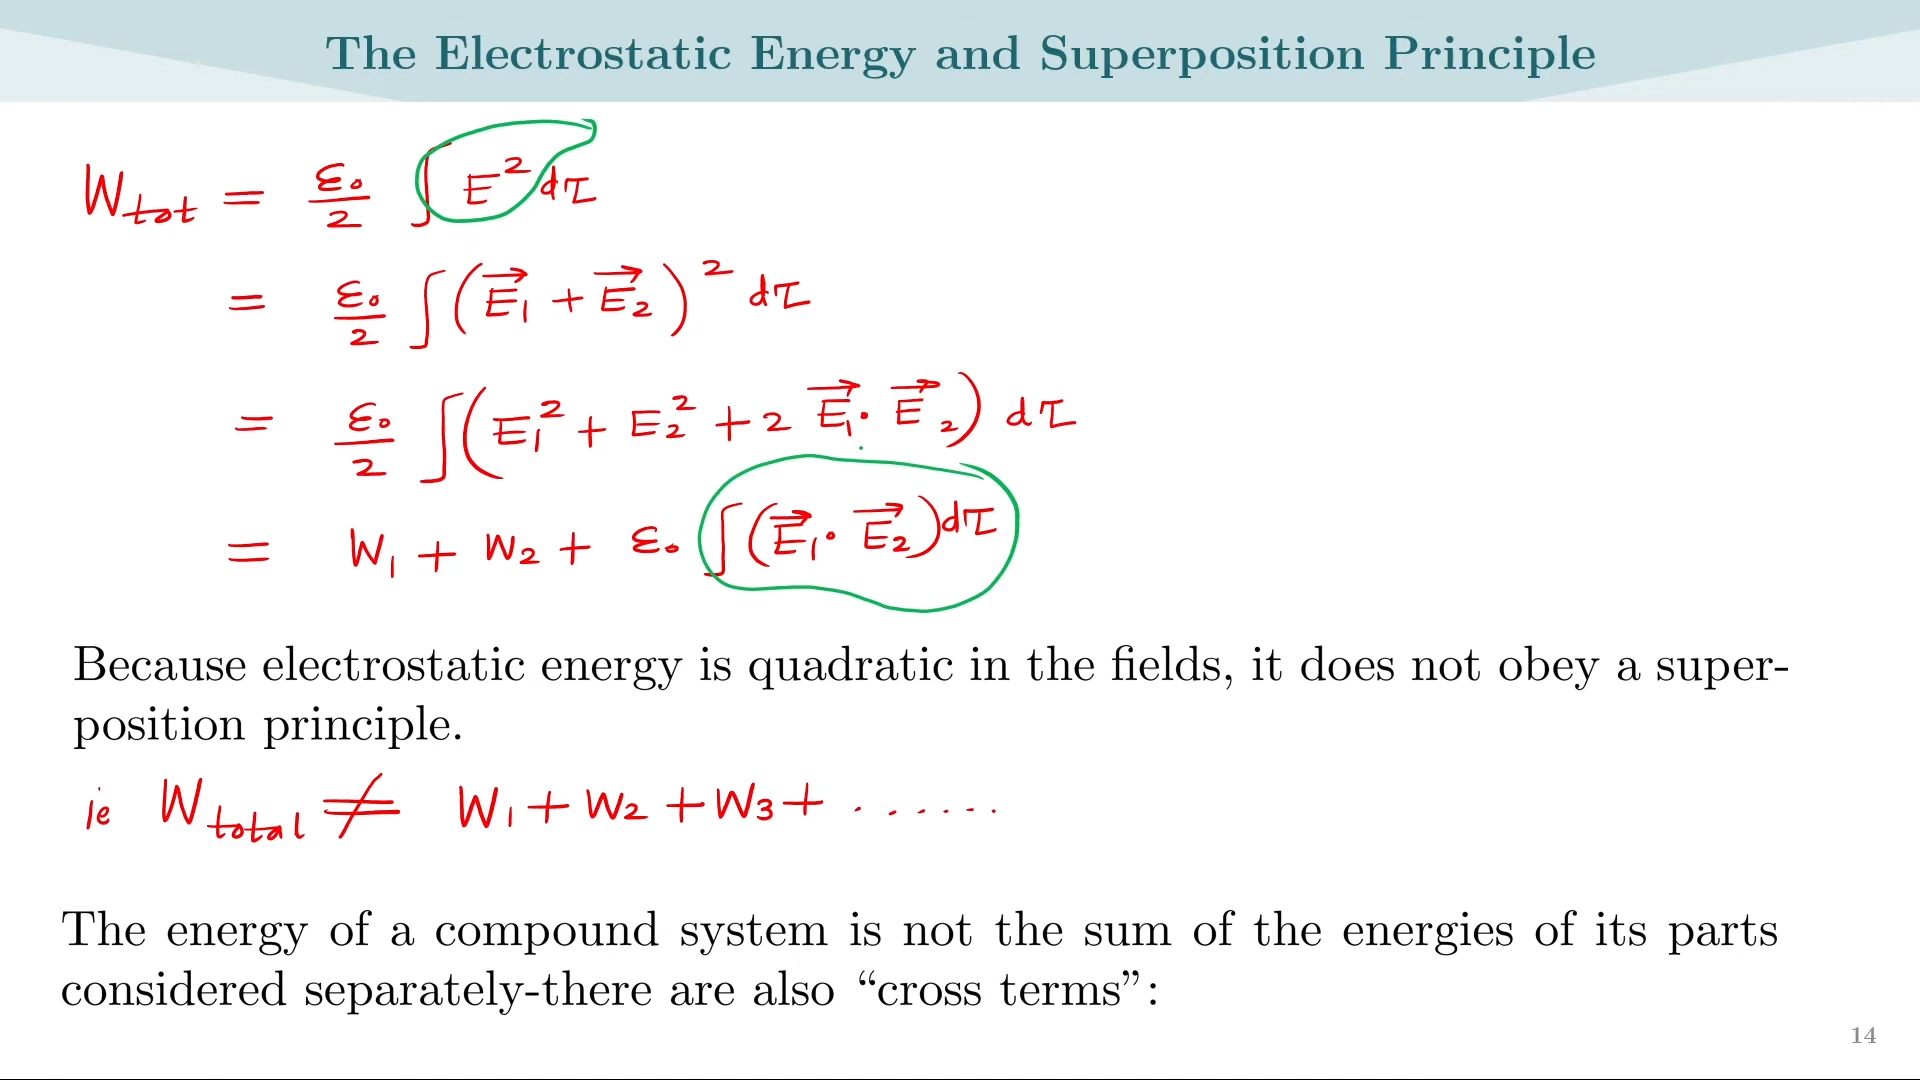 The Electrostatic Energy and Superposition Principle
W_tot = ε₀/2 ∫ E² dτ
= ε₀/2 ∫ (E⃗₁ + E⃗₂)² dτ
= ε₀/2 ∫ (E₁² + E₂² + 2 E⃗₁ · E⃗₂) dτ
= W₁ + W₂ + ε₀ ∫ (E⃗₁ · E⃗₂) dτ
Because electrostatic energy is quadratic in the fields, it does not obey a super-
position principle.
ie W_total ≠ W₁ + W₂ + W₃ + . . . . . .
The energy of a compound system is not the sum of the energies of its parts
considered separately-there are also “cross terms”:
14